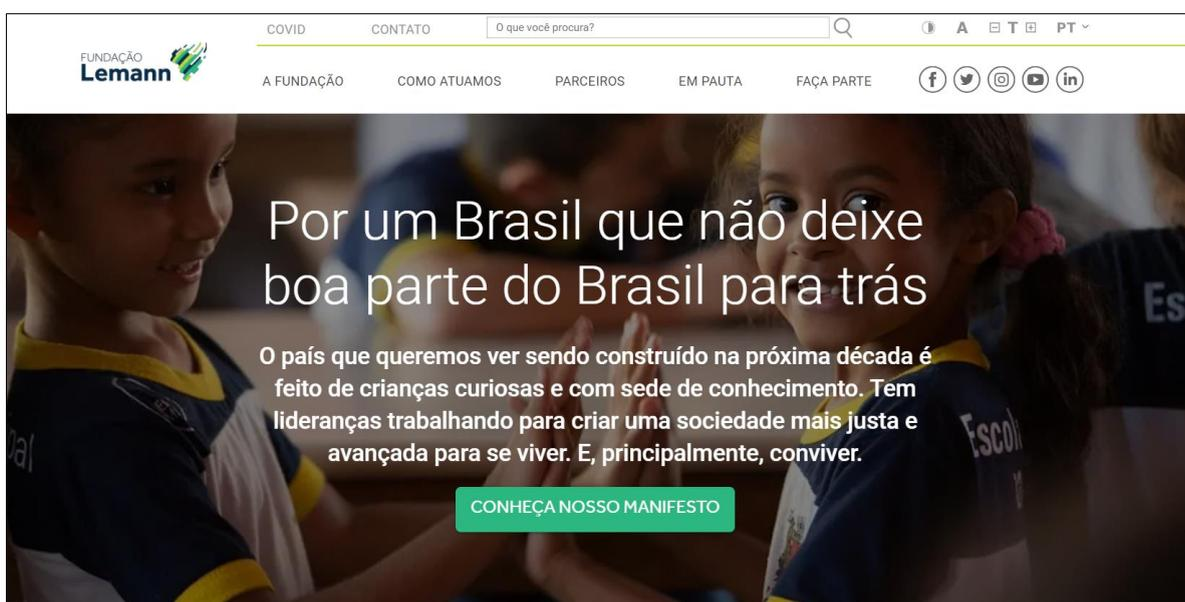 COVID
CONTATO
O que você procura?
A
T
PT
FUNDAÇÃO
Lemann
A FUNDAÇÃO
COMO ATUAMOS
PARCEIROS
EM PAUTA
FAÇA PARTE
Por um Brasil que não deixe
boa parte do Brasil para trás
O país que queremos ver sendo construído na próxima década é
feito de crianças curiosas e com sede de conhecimento. Tem
lideranças trabalhando para criar uma sociedade mais justa e
avançada para se viver. E, principalmente, conviver.
CONHEÇA NOSSO MANIFESTO
Es
Escol
pal